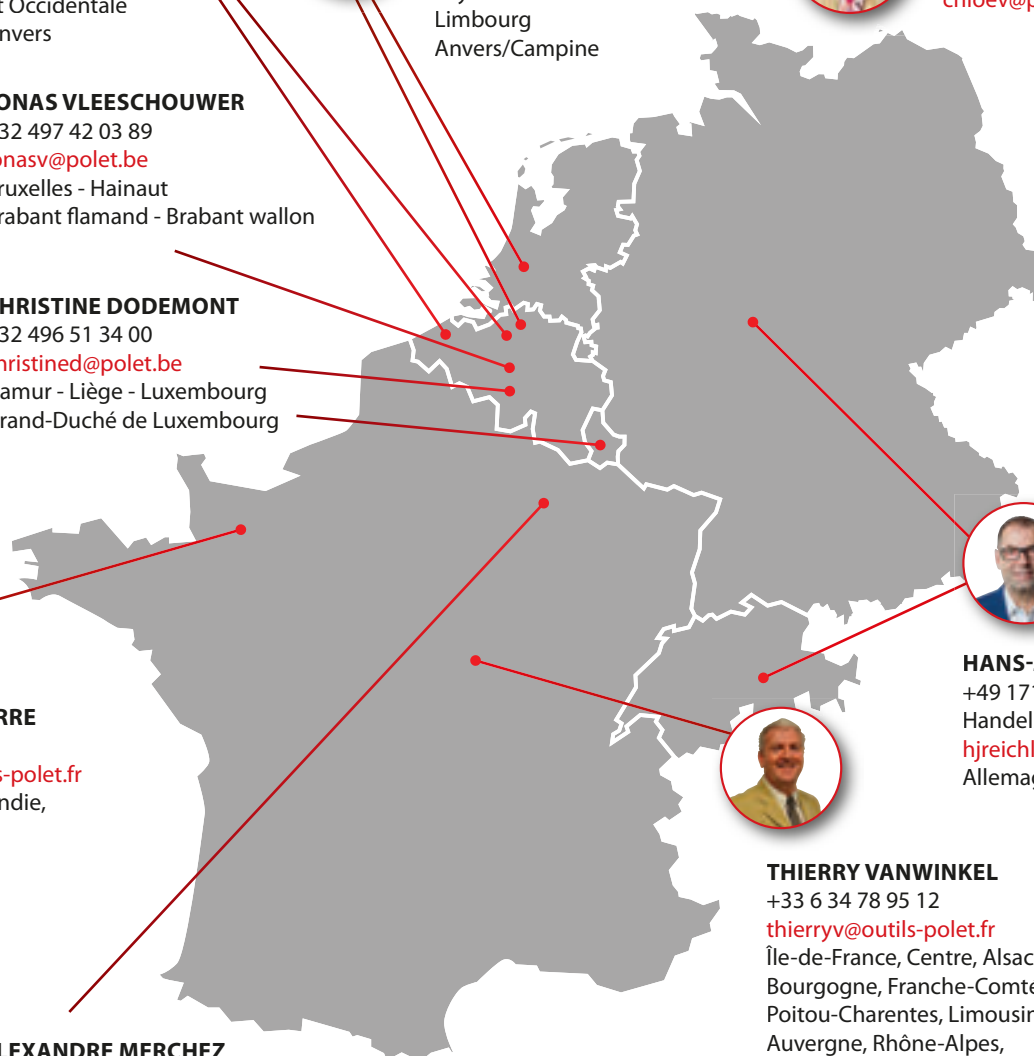 t Occidentale
nvers
Limbourg
Anvers/Campine
ONAS VLEESCHOUWER
32 497 42 03 89
onasv@polet.be
ruxelles - Hainaut
rabant flamand - Brabant wallon
HRISTINE DODEMONT
32 496 51 34 00
hristined@polet.be
amur - Liège - Luxembourg
rand-Duché de Luxembourg
RRE
s-polet.fr
ndie,
HANS-
+49 171
Handel
hjreichl
Allemag
THIERRY VANWINKEL
+33 6 34 78 95 12
thierryv@outils-polet.fr
Île-de-France, Centre, Alsac
Bourgogne, Franche-Comté
Poitou-Charentes, Limousin
Auvergne, Rhône-Alpes,
LEXANDRE MERCHEZ